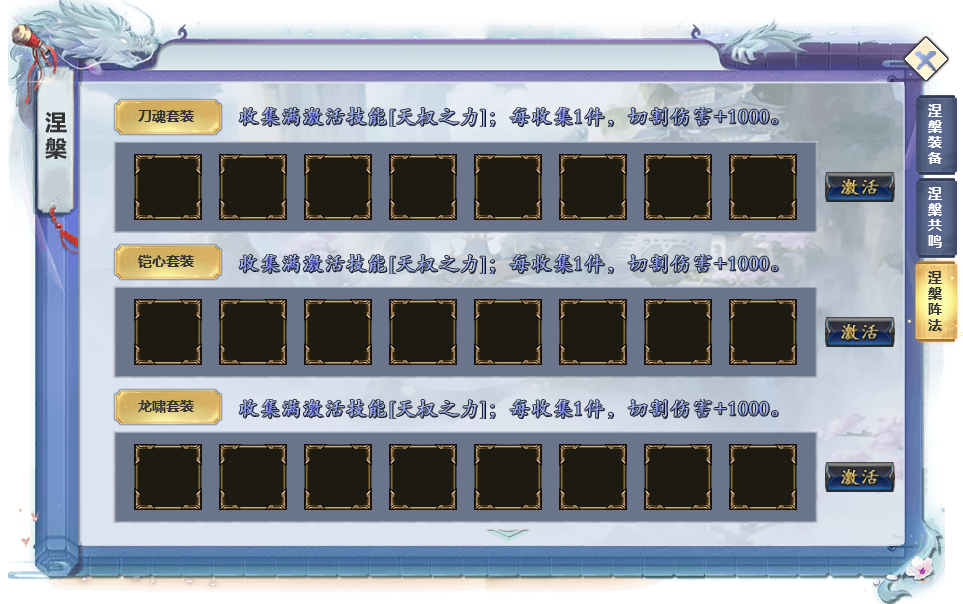 涅槃
刀魂套装
收集满激活技能[天权之力]；每收集1件，切割伤害+1000。
激活
铠心套装
收集满激活技能[天权之力]；每收集1件，切割伤害+1000。
激活
龙啸套装
收集满激活技能[天权之力]；每收集1件，切割伤害+1000。
激活
涅槃装备
涅槃共鸣
涅槃阵法